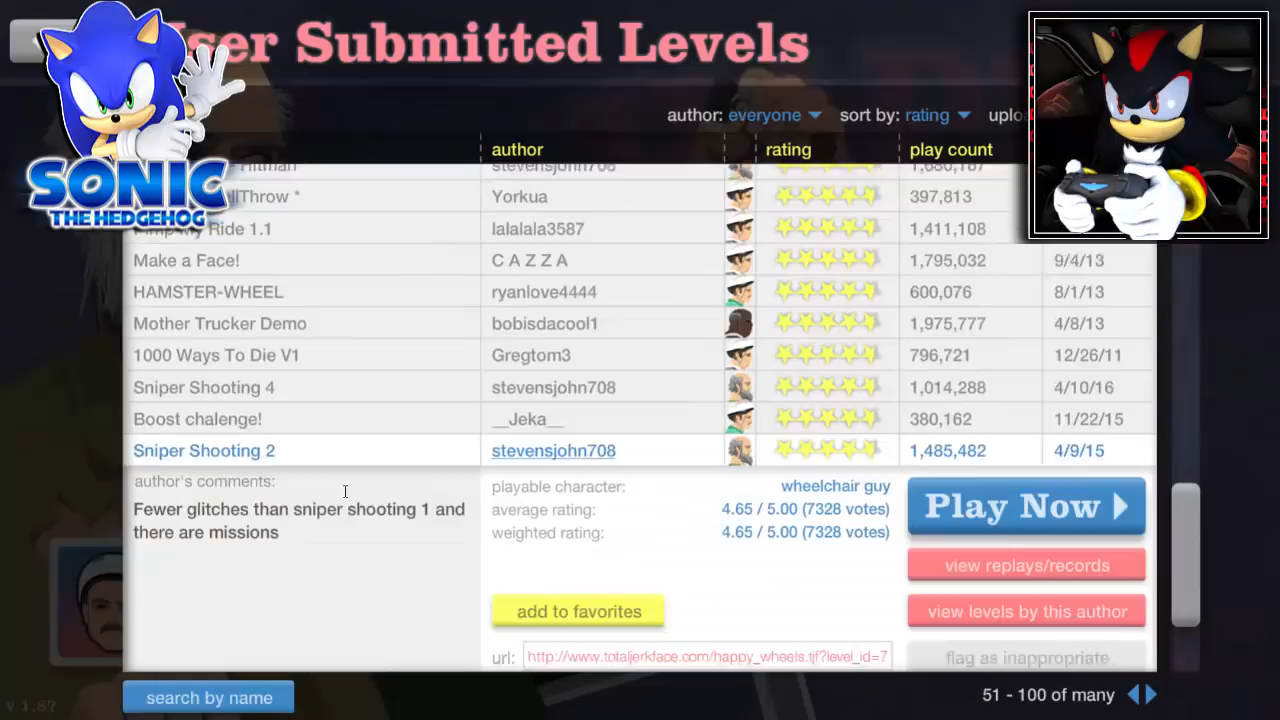 User Submitted Levels
SONIC
THE HEDGEHOG
author: everyone sort by: rating
author rating play count
stevensjohn708 1,680,187
Yorkua 397,813
Ride 1.1 lalalala3587 1,411,108
Make a Face! C A Z Z A 1,795,032 9/4/13
HAMSTER-WHEEL ryanlove4444 600,076 8/1/13
Mother Trucker Demo bobisdacool1 1,975,777 4/8/13
1000 Ways To Die V1 Gregtom3 796,721 12/26/11
Sniper Shooting 4 stevensjohn708 1,014,288 4/10/16
Boost chalenge! __Jeka__ 380,162 11/22/15
Sniper Shooting 2 stevensjohn708 1,485,482 4/9/15
author's comments:
Fewer glitches than sniper shooting 1 and
there are missions
playable character: wheelchair guy
average rating: 4.65 / 5.00 (7328 votes)
weighted rating: 4.65 / 5.00 (7328 votes)
Play Now
view replays/records
add to favorites
view levels by this author
url: http://www.totaljerkface.com/happy_wheels.tjf?level_id=7
flag as inappropriate
v 1.87
search by name
51 - 100 of many